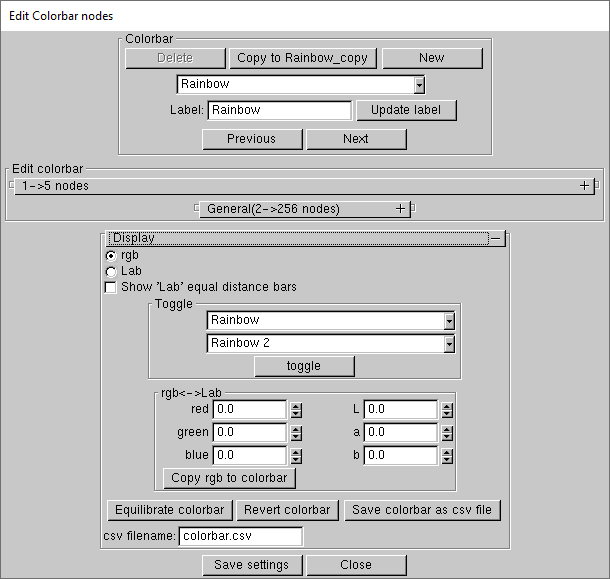 Edit Colorbar nodes
Colorbar
Delete Copy to Rainbow_copy New
Rainbow
Label: Rainbow Update label
Previous Next
Edit colorbar
1->5 nodes +
General(2->256 nodes) +
Display −
rgb
Lab
Show 'Lab' equal distance bars
Toggle
Rainbow
Rainbow 2
toggle
rgb<->Lab
red 0.0 L 0.0
green 0.0 a 0.0
blue 0.0 b 0.0
Copy rgb to colorbar
Equilibrate colorbar Revert colorbar Save colorbar as csv file
csv filename: colorbar.csv
Save settings Close